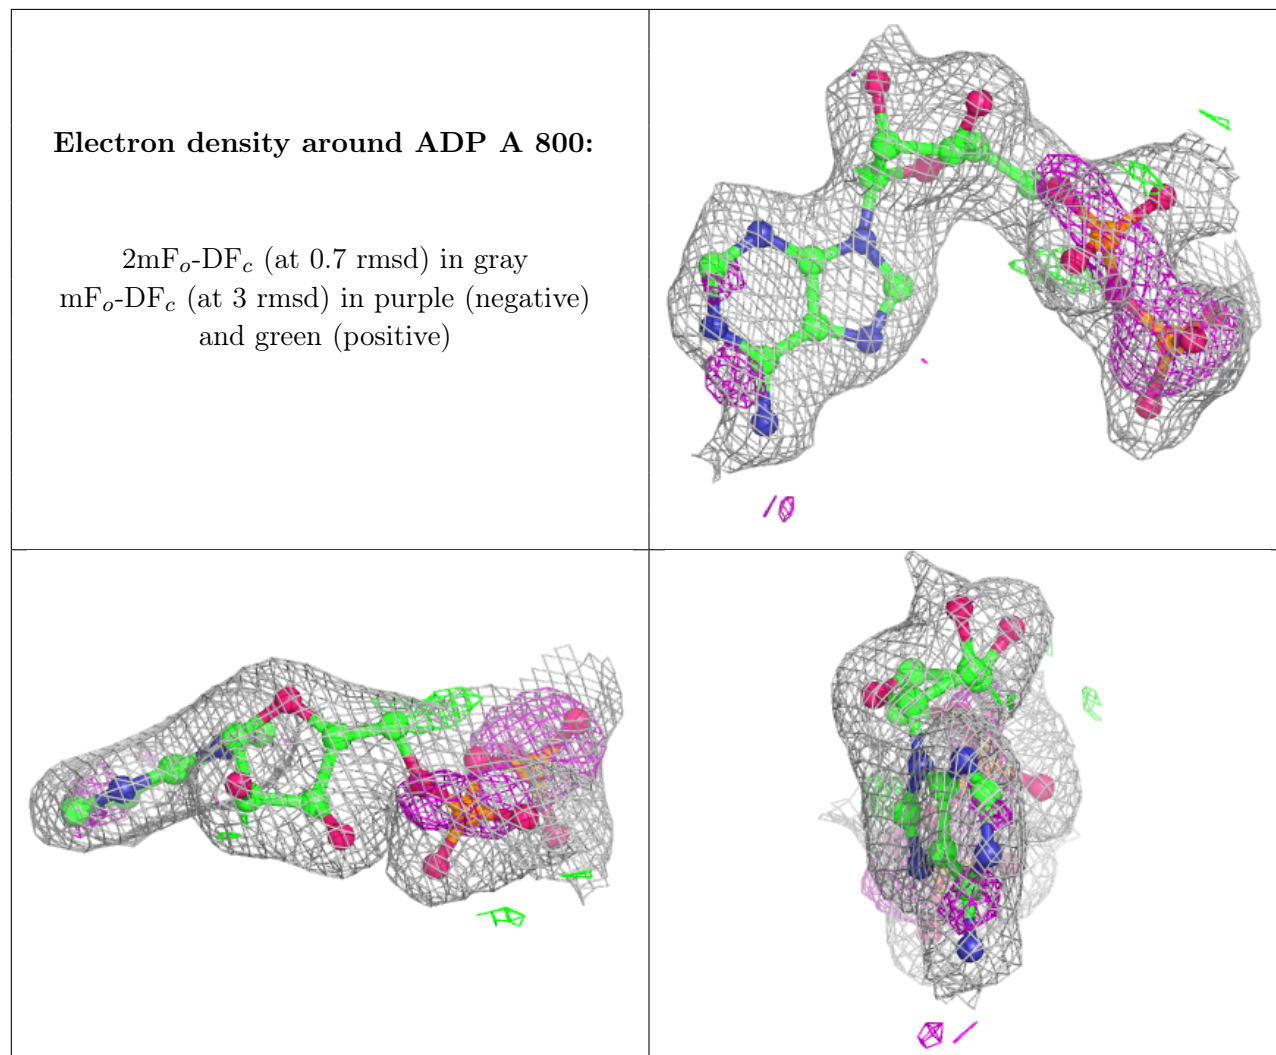 Electron density around ADP A 800:
2mFo-DFc (at 0.7 rmsd) in gray
mFo-DFc (at 3 rmsd) in purple (negative)
and green (positive)